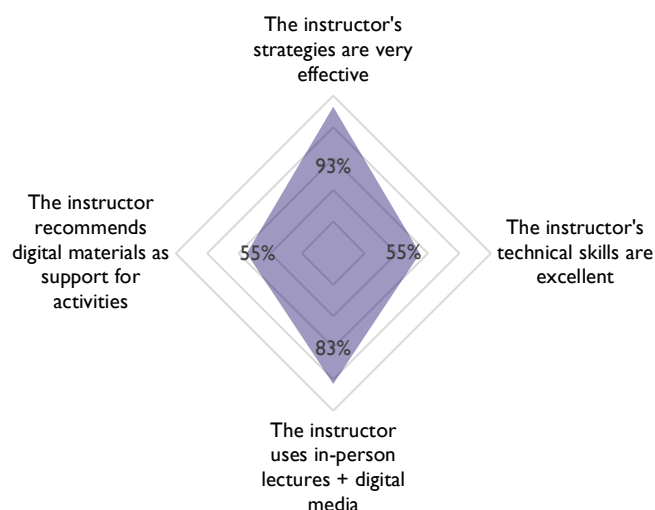 The instructor's
strategies are very
effective
93%
The instructor
recommends
digital materials as
support for
activities
55%
55%
The instructor's
technical skills are
excellent
83%
The instructor
uses in-person
lectures + digital
media